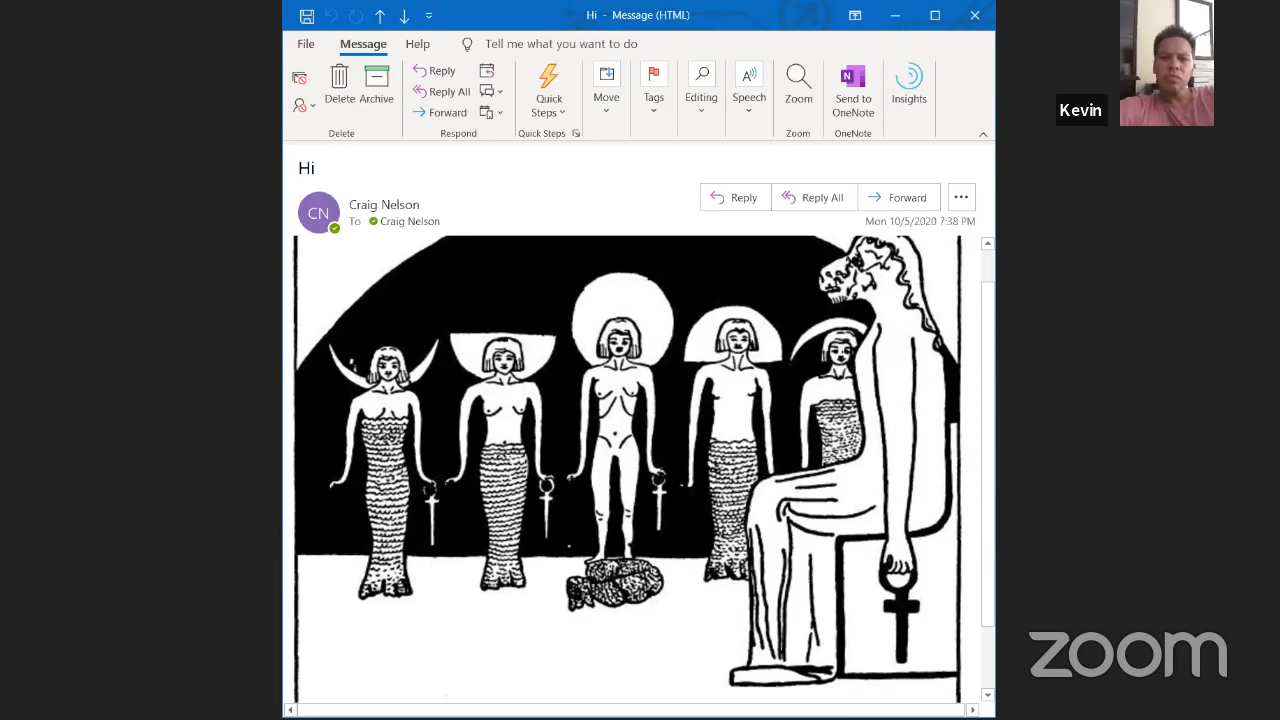 Hi - Message (HTML)
File Message Help Tell me what you want to do
Delete Archive
Reply
Reply All
Forward
Quick Steps
Move
Tags
Editing
Speech
Zoom
Send to OneNote
Insights
Delete Respond Quick Steps Zoom OneNote
Kevin
Hi
CN
Craig Nelson
To Craig Nelson
Reply Reply All Forward
Mon 10/5/2020 7:38 PM
zoom